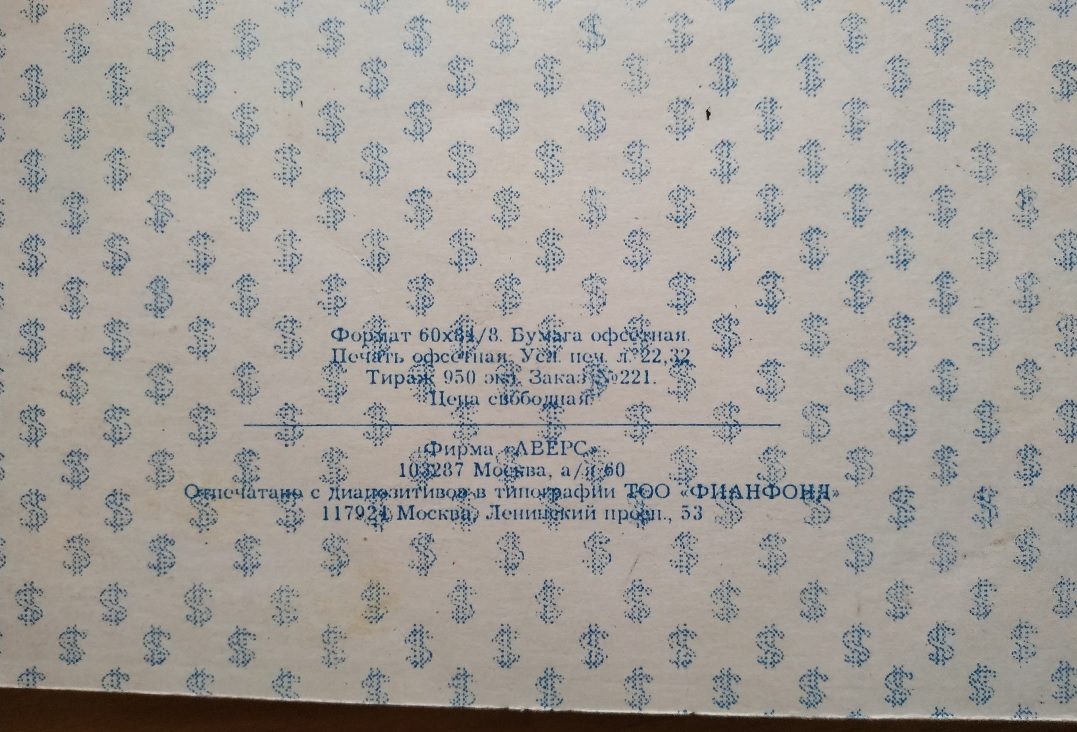 Формат 60х84/8. Бумага офсетная.
Печать офсетная. Усл. печ. л. 22,32
Тираж 950 экз. Заказ №221.
Цена свободная.
Фирма «АВЕРС»
103287 Москва, а/я 60
Отпечатано с диапозитивов в типографии ТОО «ФИАНФОНД»
117924 Москва, Ленинский просп., 53